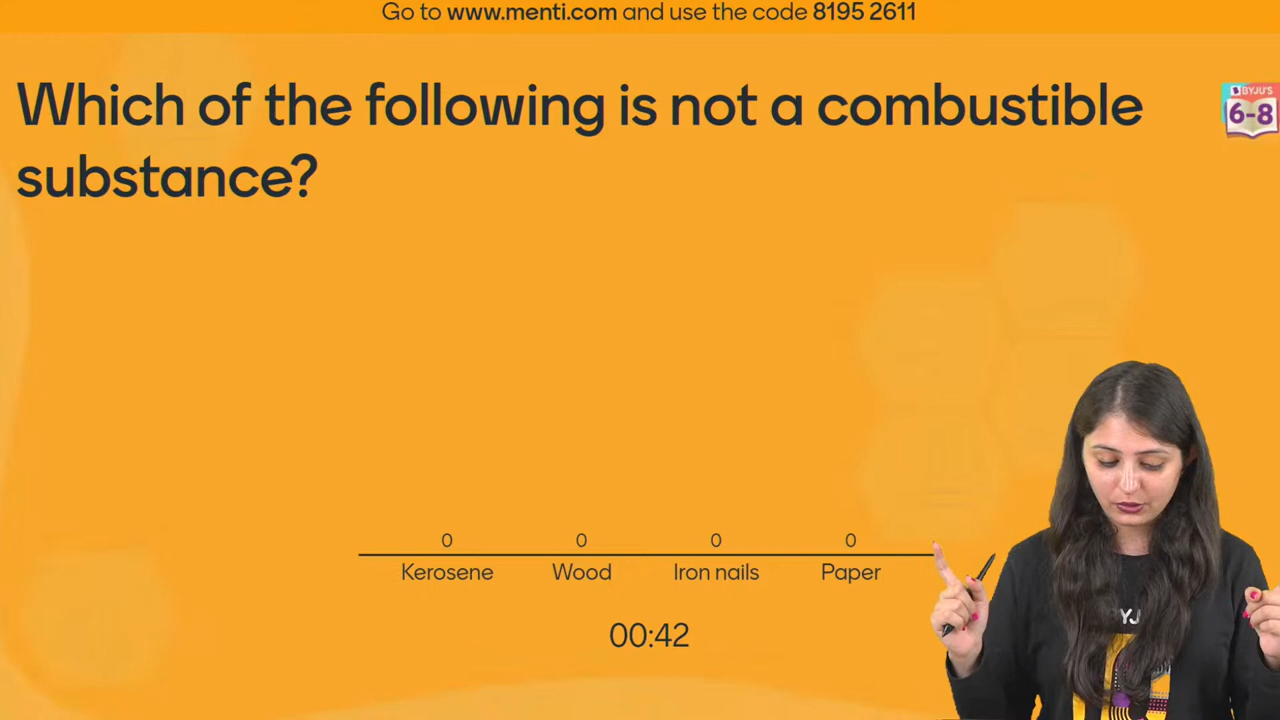 Go to www.menti.com and use the code 8195 2611
Which of the following is not a combustible
substance?
BYJU'S
6-8
0 0 0 0
Kerosene Wood Iron nails Paper
00:42